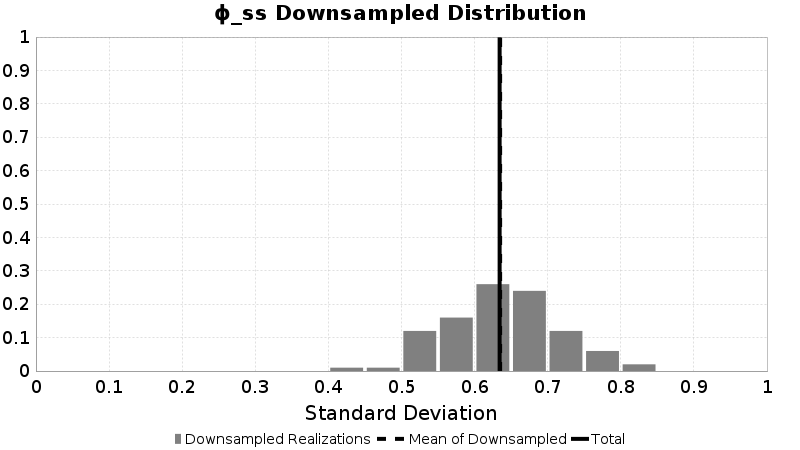 ϕ_ss Downsampled Distribution
1
0.9
0.8
0.7
0.6
0.5
0.4
0.3
0.2
0.1
0
0 0.1 0.2 0.3 0.4 0.5 0.6 0.7 0.8 0.9 1
Standard Deviation
Downsampled Realizations Mean of Downsampled Total